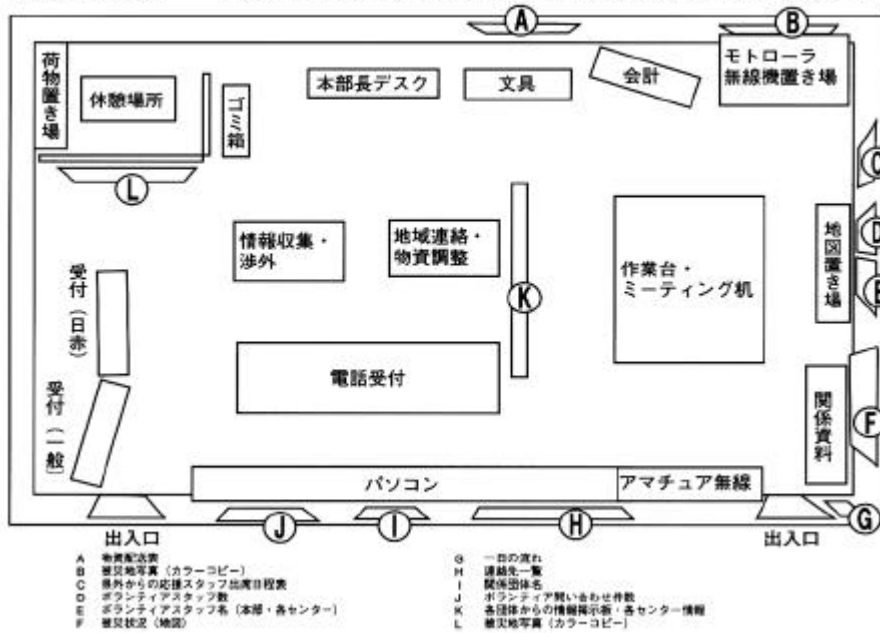 A
B
荷物置き場
休憩場所
ゴミ箱
本部長デスク
文具
会計
モトローラ
無線機置き場
C
L
D
情報収集・
渉外
地域連絡・
物資調整
K
作業台・
ミーティング机
地図置き場
E
受付（日赤）
電話受付
受付（一般）
関係資料
F
パソコン
アマチュア無線
J
I
H
G
出入口
出入口
A 物資配送表
B 被災地写真（カラーコピー）
C 県外からの応援スタッフ出席日程表
D ボランティアスタッフ数
E ボランティアスタッフ名（本部・各センター）
F 被災状況（地図）
G 一日の流れ
H 連絡先一覧
I 関係団体名
J ボランティア問い合わせ件数
K 各団体からの情報掲示板・各センター情報
L 被災地写真（カラーコピー）